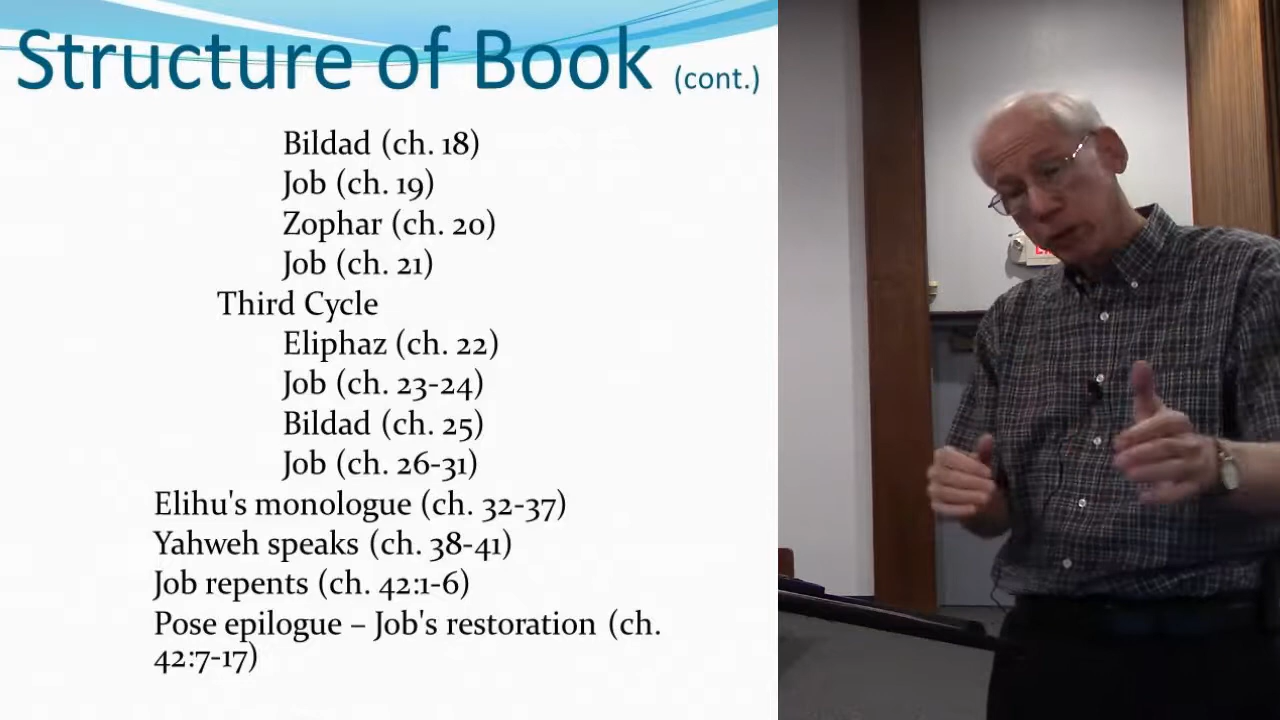 Structure of Book (cont.)
Bildad (ch. 18)
Job (ch. 19)
Zophar (ch. 20)
Job (ch. 21)
Third Cycle
Eliphaz (ch. 22)
Job (ch. 23-24)
Bildad (ch. 25)
Job (ch. 26-31)
Elihu's monologue (ch. 32-37)
Yahweh speaks (ch. 38-41)
Job repents (ch. 42:1-6)
Pose epilogue – Job's restoration (ch.
42:7-17)